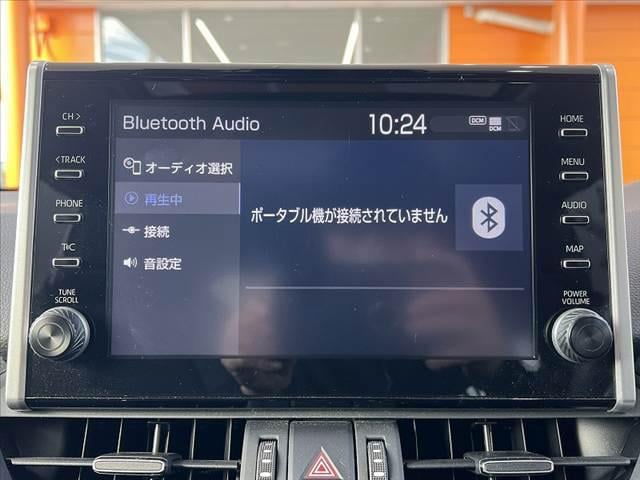 CH >
< TRACK
PHONE
T·C
TUNE
SCROLL
Bluetooth Audio
10:24
DCM
DCM
オーディオ選択
再生中
接続
音設定
ポータブル機が接続されていません
HOME
MENU
AUDIO
MAP
POWER
VOLUME